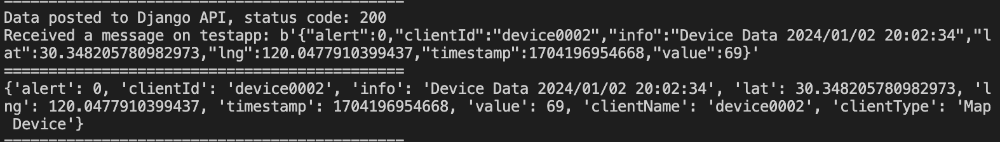 =============================================
Data posted to Django API, status code: 200
Received a message on testapp: b'{"alert":0,"clientId":"device0002","info":"Device Data 2024/01/02 20:02:34","l
at":30.348205780982973,"lng":120.0477910399437,"timestamp":1704196954668,"value":69}'
=============================================
{'alert': 0, 'clientId': 'device0002', 'info': 'Device Data 2024/01/02 20:02:34', 'lat': 30.348205780982973, 'l
ng': 120.0477910399437, 'timestamp': 1704196954668, 'value': 69, 'clientName': 'device0002', 'clientType': 'Map
 Device'}
=============================================